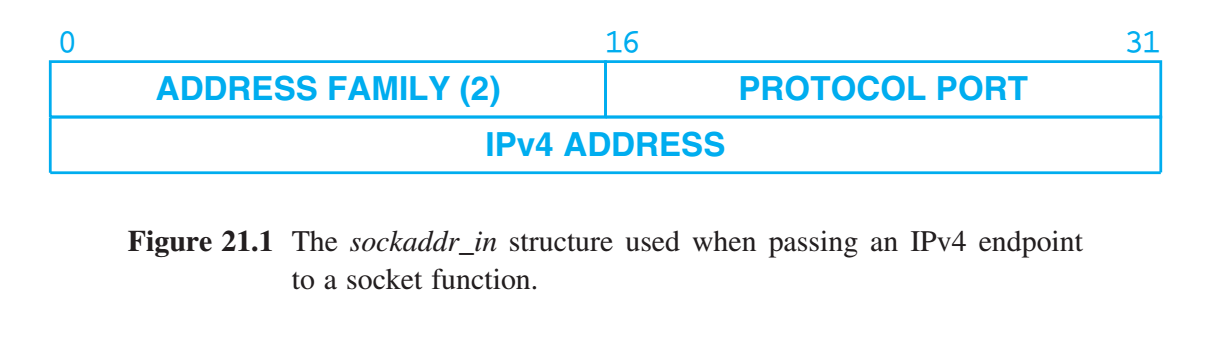 0 16 31
ADDRESS FAMILY (2) PROTOCOL PORT
IPv4 ADDRESS
Figure 21.1 The sockaddr_in structure used when passing an IPv4 endpoint
to a socket function.